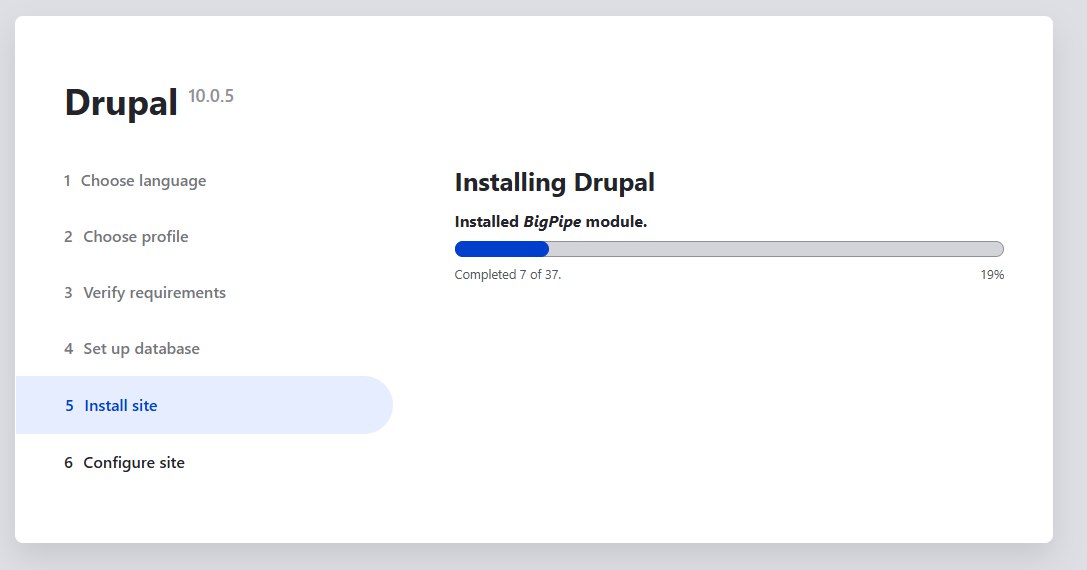 Drupal 10.0.5
1 Choose language
2 Choose profile
3 Verify requirements
4 Set up database
5 Install site
6 Configure site
Installing Drupal
Installed BigPipe module.
Completed 7 of 37. 19%